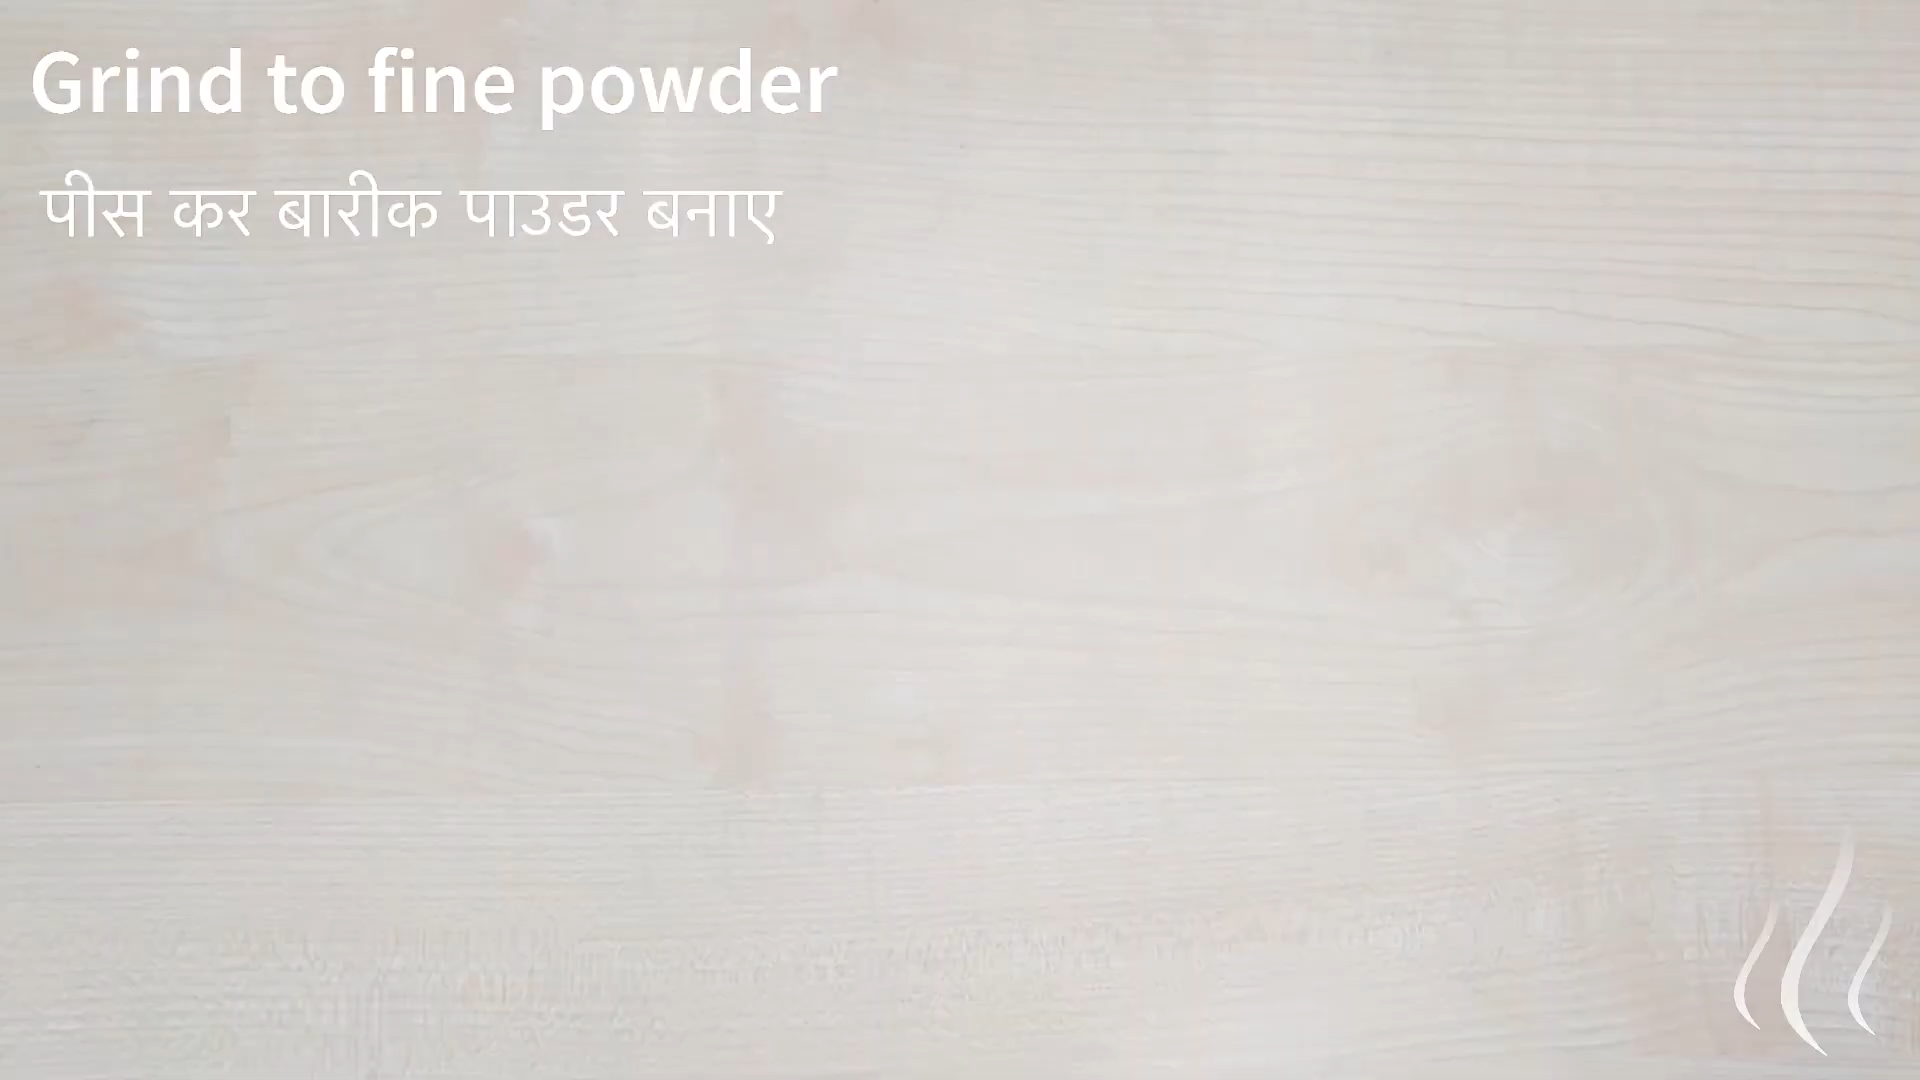 Grind to fine powder
पीस कर बारीक पाउडर बनाए